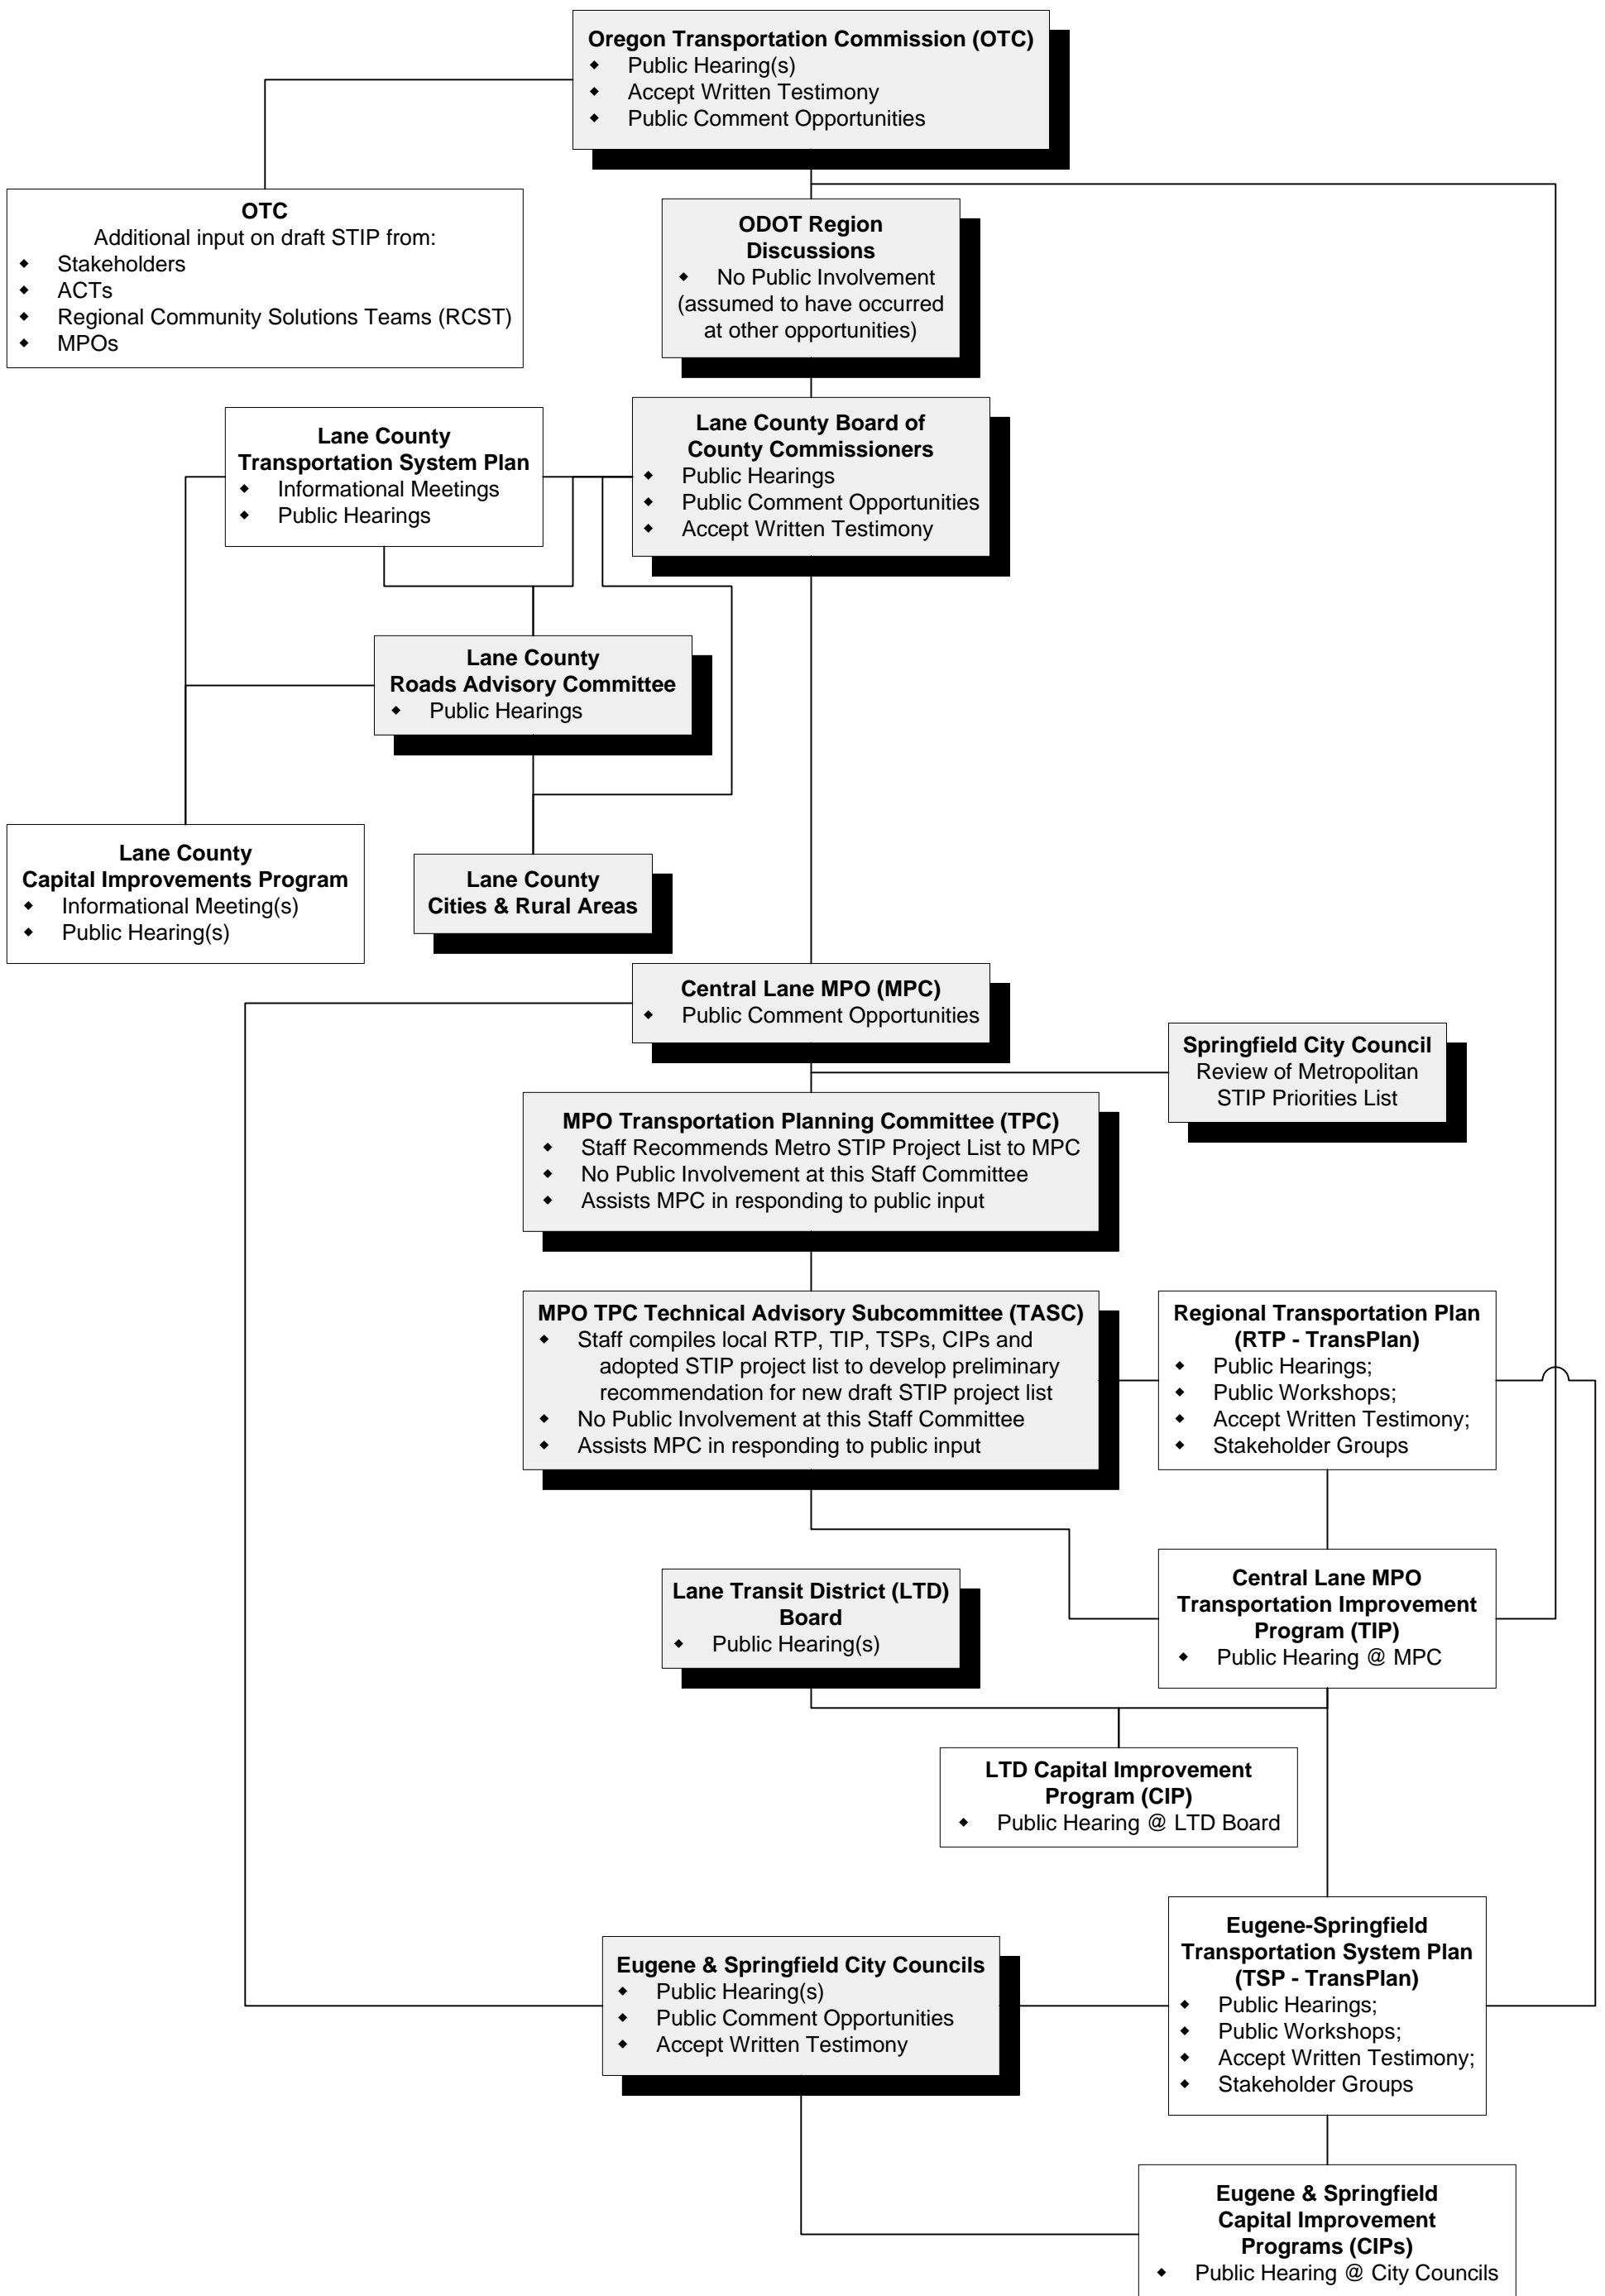 Oregon Transportation Commission (OTC)
◆ Public Hearing(s)
◆ Accept Written Testimony
◆ Public Comment Opportunities
OTC
Additional input on draft STIP from:
◆ Stakeholders
◆ ACTs
◆ Regional Community Solutions Teams (RCST)
◆ MPOs
ODOT Region
Discussions
◆ No Public Involvement
(assumed to have occurred
at other opportunities)
Lane County
Transportation System Plan
◆ Informational Meetings
◆ Public Hearings
Lane County Board of
County Commissioners
◆ Public Hearings
◆ Public Comment Opportunities
◆ Accept Written Testimony
Lane County
Roads Advisory Committee
◆ Public Hearings
Lane County
Capital Improvements Program
◆ Informational Meeting(s)
◆ Public Hearing(s)
Lane County
Cities & Rural Areas
Central Lane MPO (MPC)
◆ Public Comment Opportunities
Springfield City Council
Review of Metropolitan
STIP Priorities List
MPO Transportation Planning Committee (TPC)
◆ Staff Recommends Metro STIP Project List to MPC
◆ No Public Involvement at this Staff Committee
◆ Assists MPC in responding to public input
MPO TPC Technical Advisory Subcommittee (TASC)
◆ Staff compiles local RTP, TIP, TSPs, CIPs and
adopted STIP project list to develop preliminary
recommendation for new draft STIP project list
◆ No Public Involvement at this Staff Committee
◆ Assists MPC in responding to public input
Regional Transportation Plan
(RTP - TransPlan)
◆ Public Hearings;
◆ Public Workshops;
◆ Accept Written Testimony;
◆ Stakeholder Groups
Lane Transit District (LTD)
Board
◆ Public Hearing(s)
Central Lane MPO
Transportation Improvement
Program (TIP)
◆ Public Hearing @ MPC
LTD Capital Improvement
Program (CIP)
◆ Public Hearing @ LTD Board
Eugene & Springfield City Councils
◆ Public Hearing(s)
◆ Public Comment Opportunities
◆ Accept Written Testimony
Eugene-Springfield
Transportation System Plan
(TSP - TransPlan)
◆ Public Hearings;
◆ Public Workshops;
◆ Accept Written Testimony;
◆ Stakeholder Groups
Eugene & Springfield
Capital Improvement
Programs (CIPs)
◆ Public Hearing @ City Councils